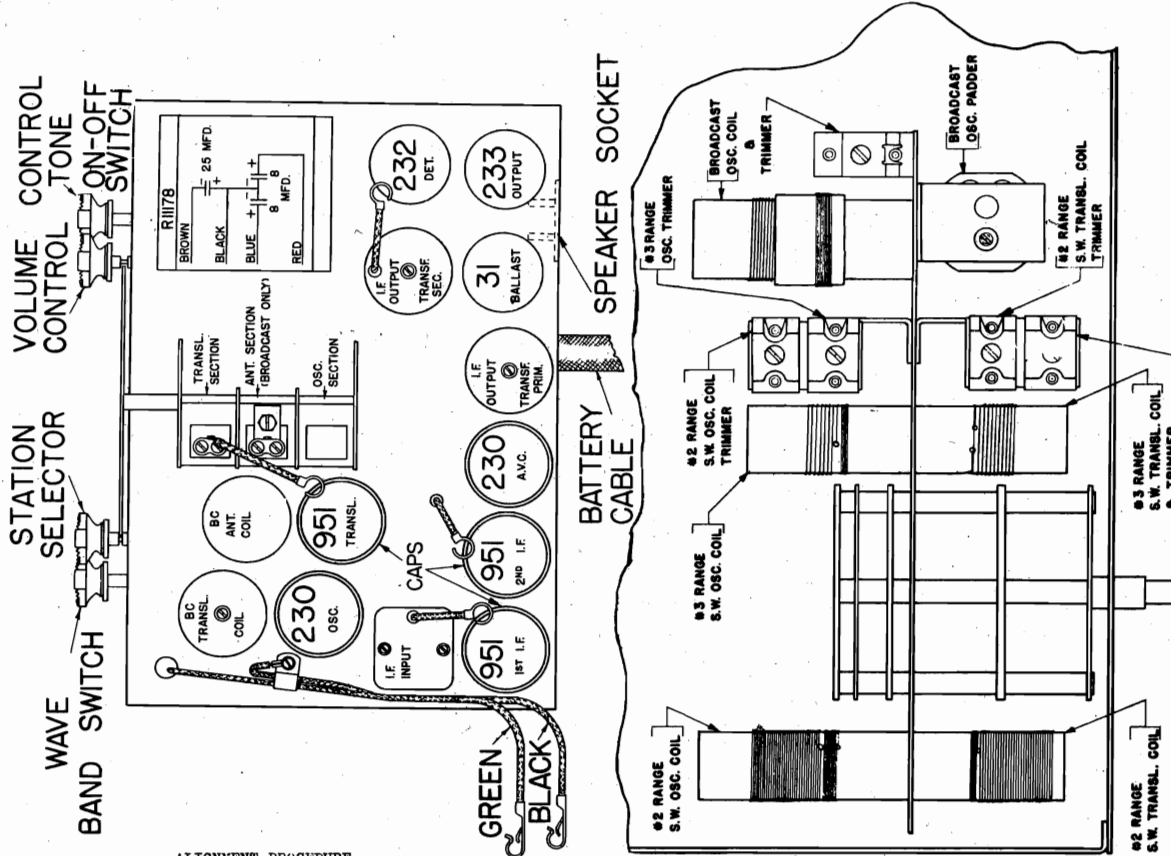 WAVE
BAND SWITCH
STATION
SELECTOR
VOLUME CONTROL
CONTROL TONE
ON-OFF
SWITCH
R11178
BROWN
25 MFD.
+
BLACK
BLUE
+
+
-
8
8
MFD.
RED
TRANSL.
SECTION
ANT. SECTION
(BROADCAST ONLY)
OSC.
SECTION
BC
ANT.
COIL
BC
TRANSL.
COIL
951
TRANSL.
230
OSC.
I.F.
INPUT
CAPS
951
1ST I.F.
951
2ND I.F.
230
A.V.C.
I.F.
OUTPUT
TRANSF.
PRIM.
31
BALLAST
233
OUTPUT
I.F.
OUTPUT
TRANSF.
SEC.
232
DET.
GREEN
BLACK
BATTERY
CABLE
SPEAKER SOCKET
#3 RANGE
OSC. TRIMMER
BROADCAST
OSC. COIL
&
TRIMMER
BROADCAST
OSC. PADDER
#2 RANGE
S.W. TRANSL. COIL
TRIMMER
#2 RANGE
S.W. OSC. COIL
TRIMMER
#3 RANGE
S.W. OSC. COIL
#3 RANGE
S.W. TRANSL. COIL
& TRIMMER
#2 RANGE
S.W. OSC. COIL
#2 RANGE
S.W. TRANSL. COIL
ALIGNMENT PROCEDURE